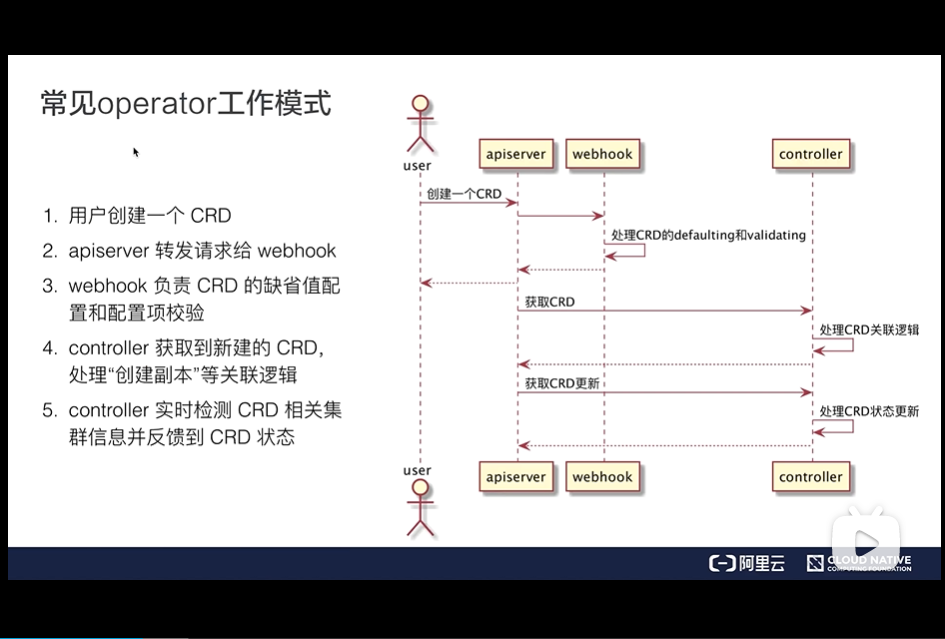 常见operator工作模式
1. 用户创建一个 CRD
2. apiserver 转发请求给 webhook
3. webhook 负责 CRD 的缺省值配
置和配置项校验
4. controller 获取到新建的 CRD，
处理“创建副本”等关联逻辑
5. controller 实时检测 CRD 相关集
群信息并反馈到 CRD 状态
user
apiserver
webhook
controller
创建一个CRD
处理CRD的defaulting和validating
获取CRD
处理CRD关联逻辑
获取CRD更新
处理CRD状态更新
user
apiserver
webhook
controller
阿里云
CLOUD NATIVE
COMPUTING FOUNDATION